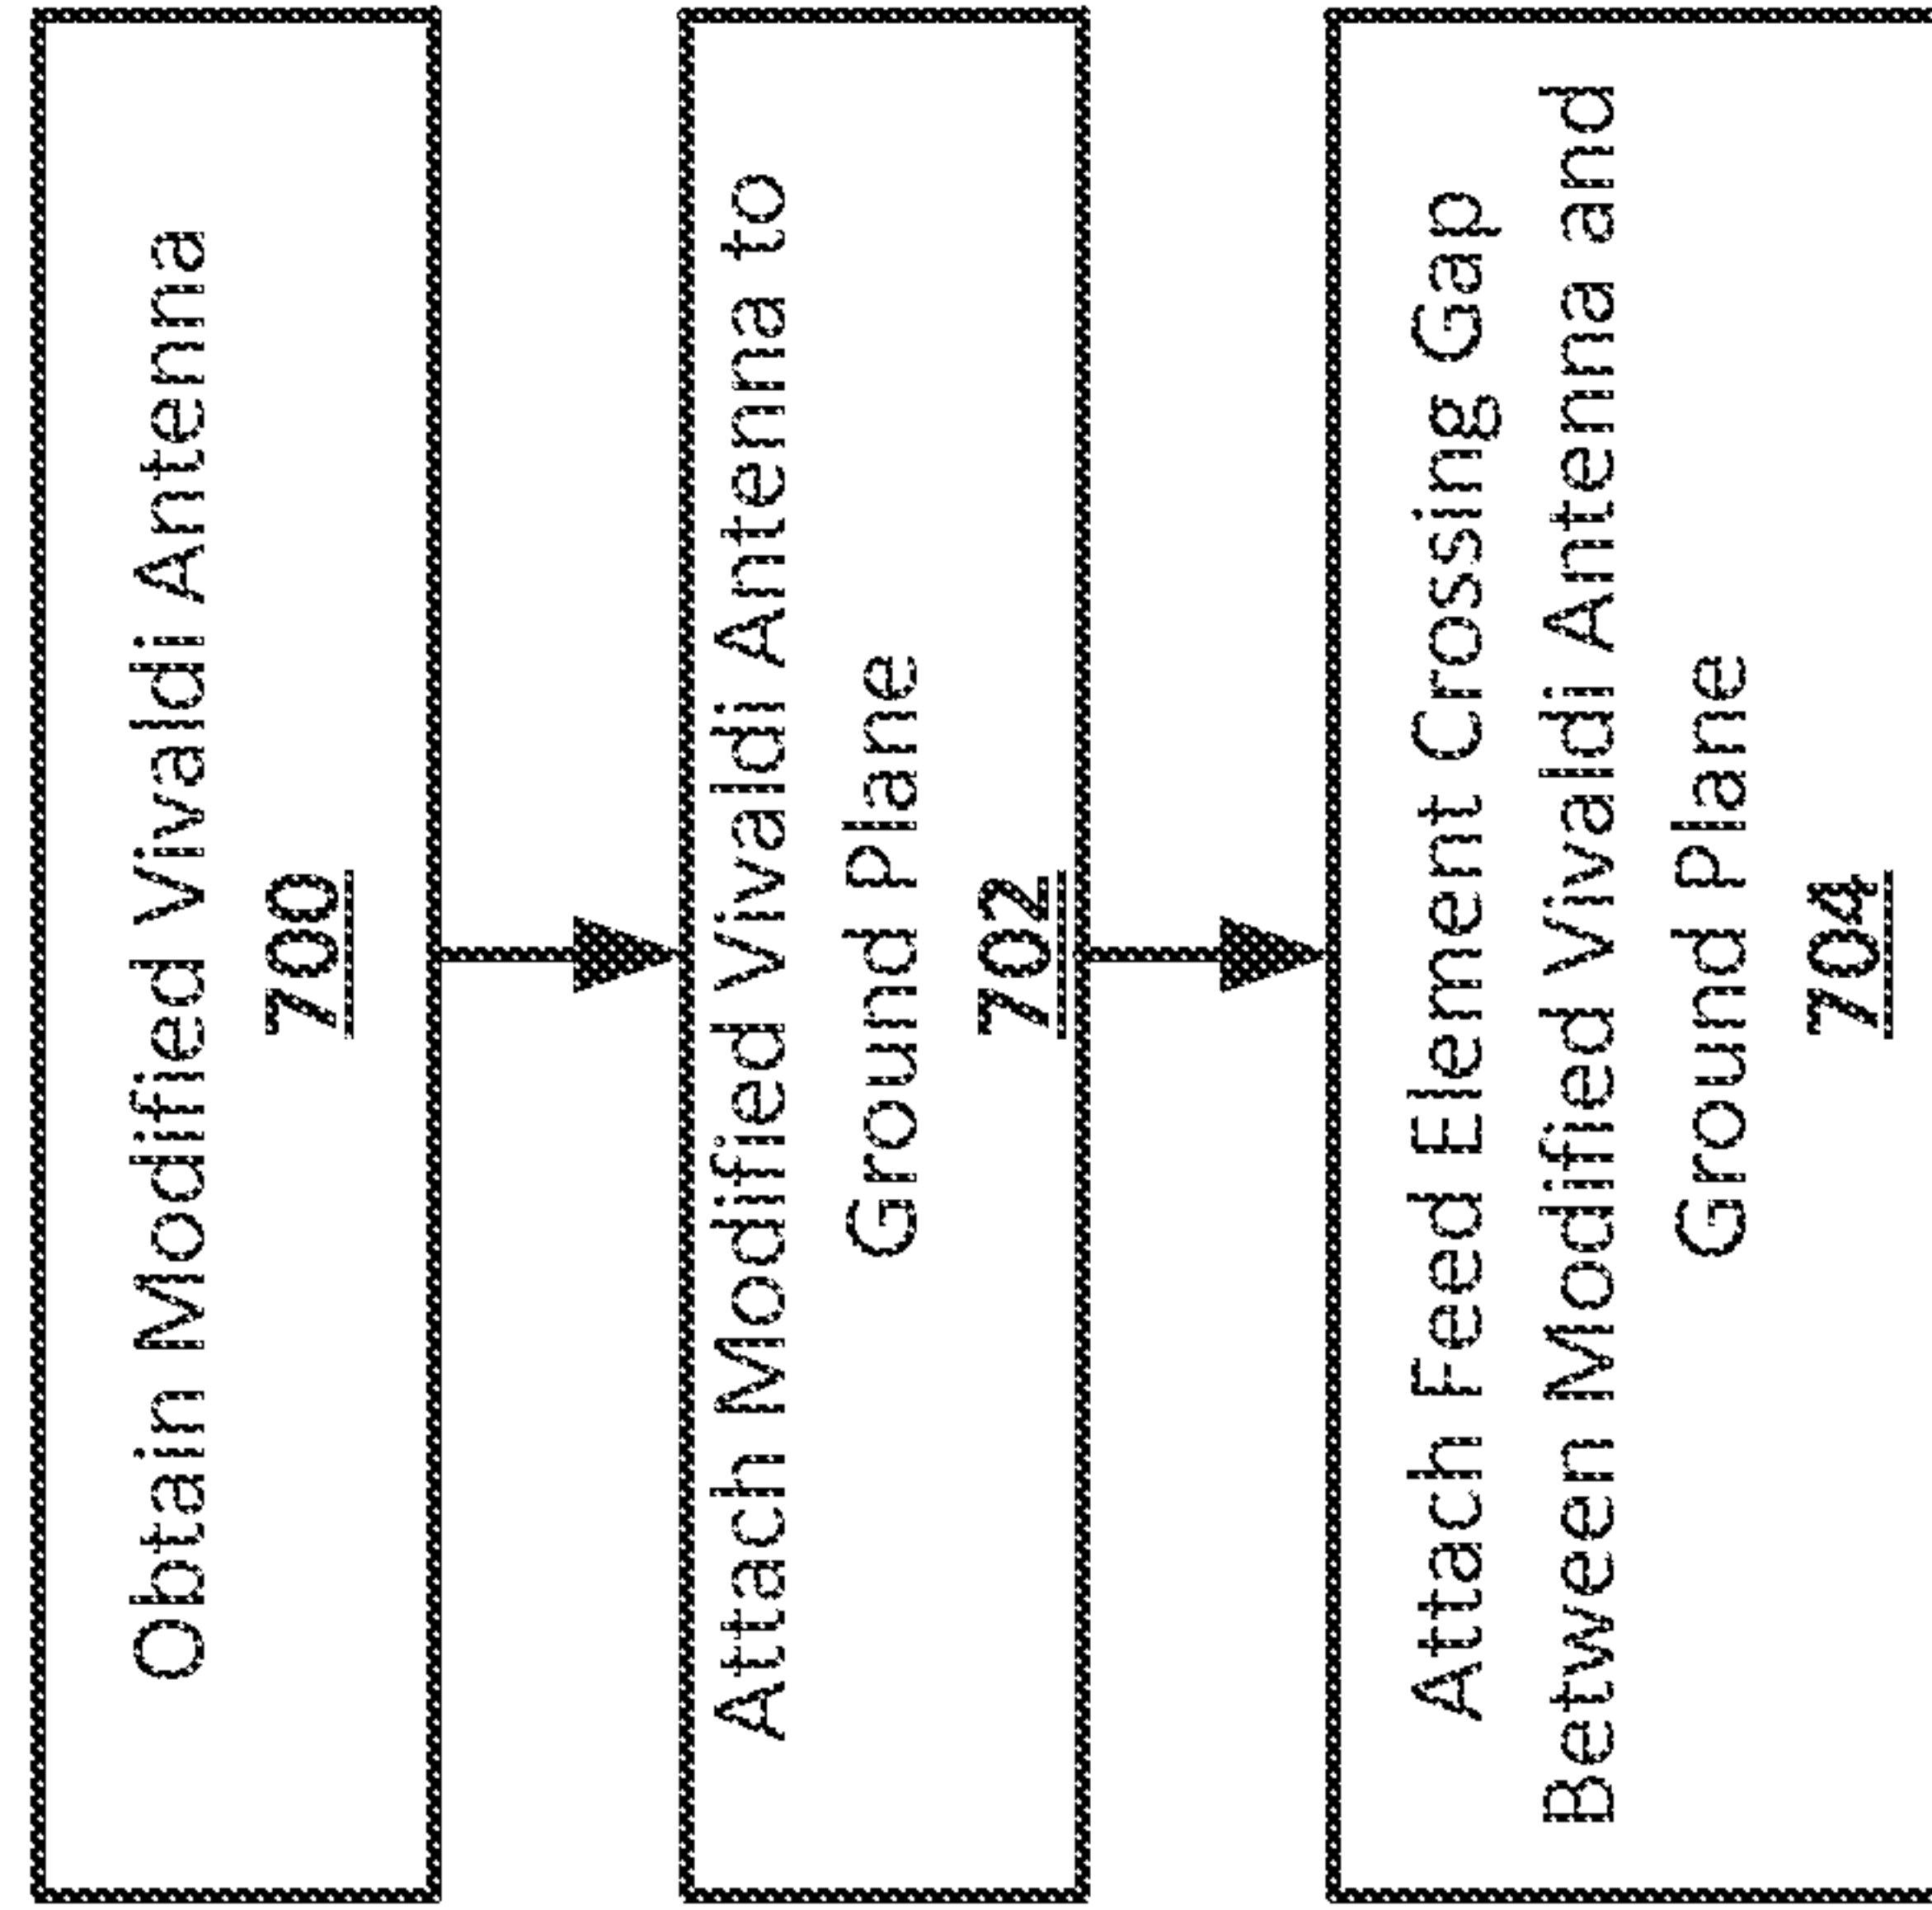 Obtain Modified Vivaldi Antenna
700
Attach Modified Vivaldi Antenna to
Ground Plane
702
Attach Feed Element Crossing Gap
Between Modified Vivaldi Antenna and
Ground Plane
704